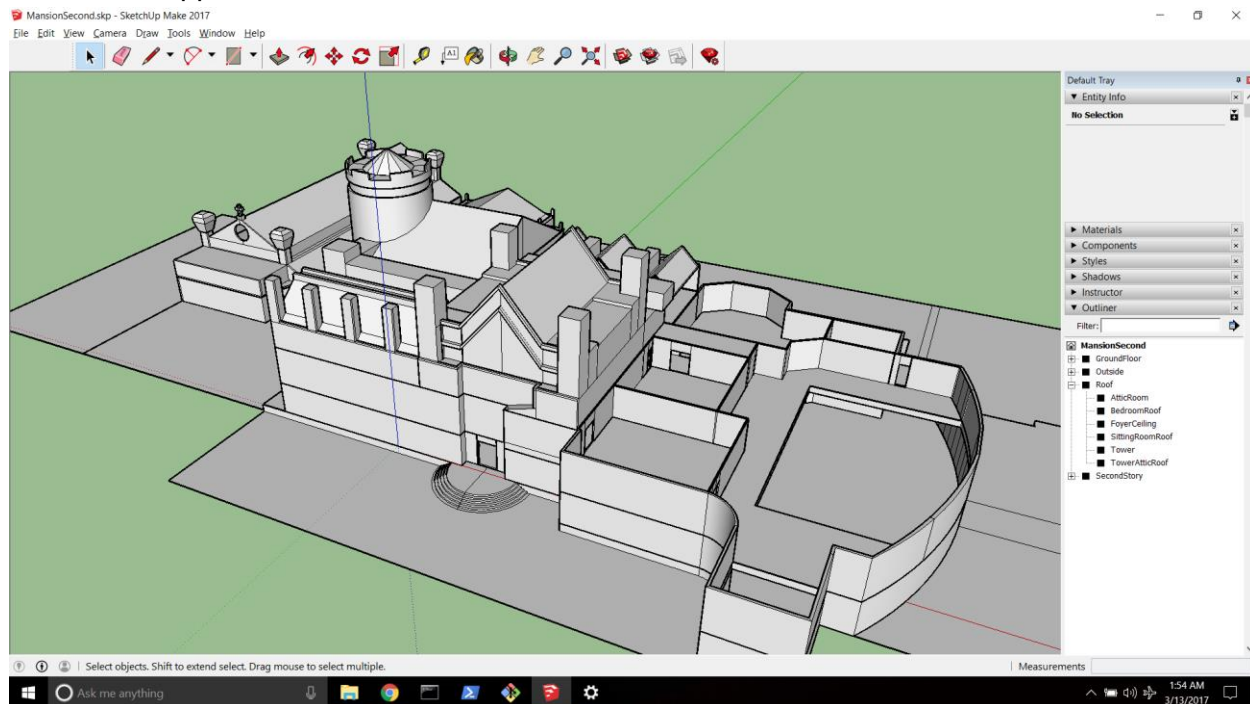 MansionSecond.skp - SketchUp Make 2017
File Edit View Camera Draw Tools Window Help
A1
Default Tray
Entity Info
No Selection
Materials
Components
Styles
Shadows
Instructor
Outliner
Filter:
MansionSecond
GroundFloor
Outside
Roof
AtticRoom
BedroomRoof
FoyerCeiling
SittingRoomRoof
Tower
TowerAtticRoof
SecondStory
Select objects. Shift to extend select. Drag mouse to select multiple.
Measurements
Ask me anything
1:54 AM
3/13/2017